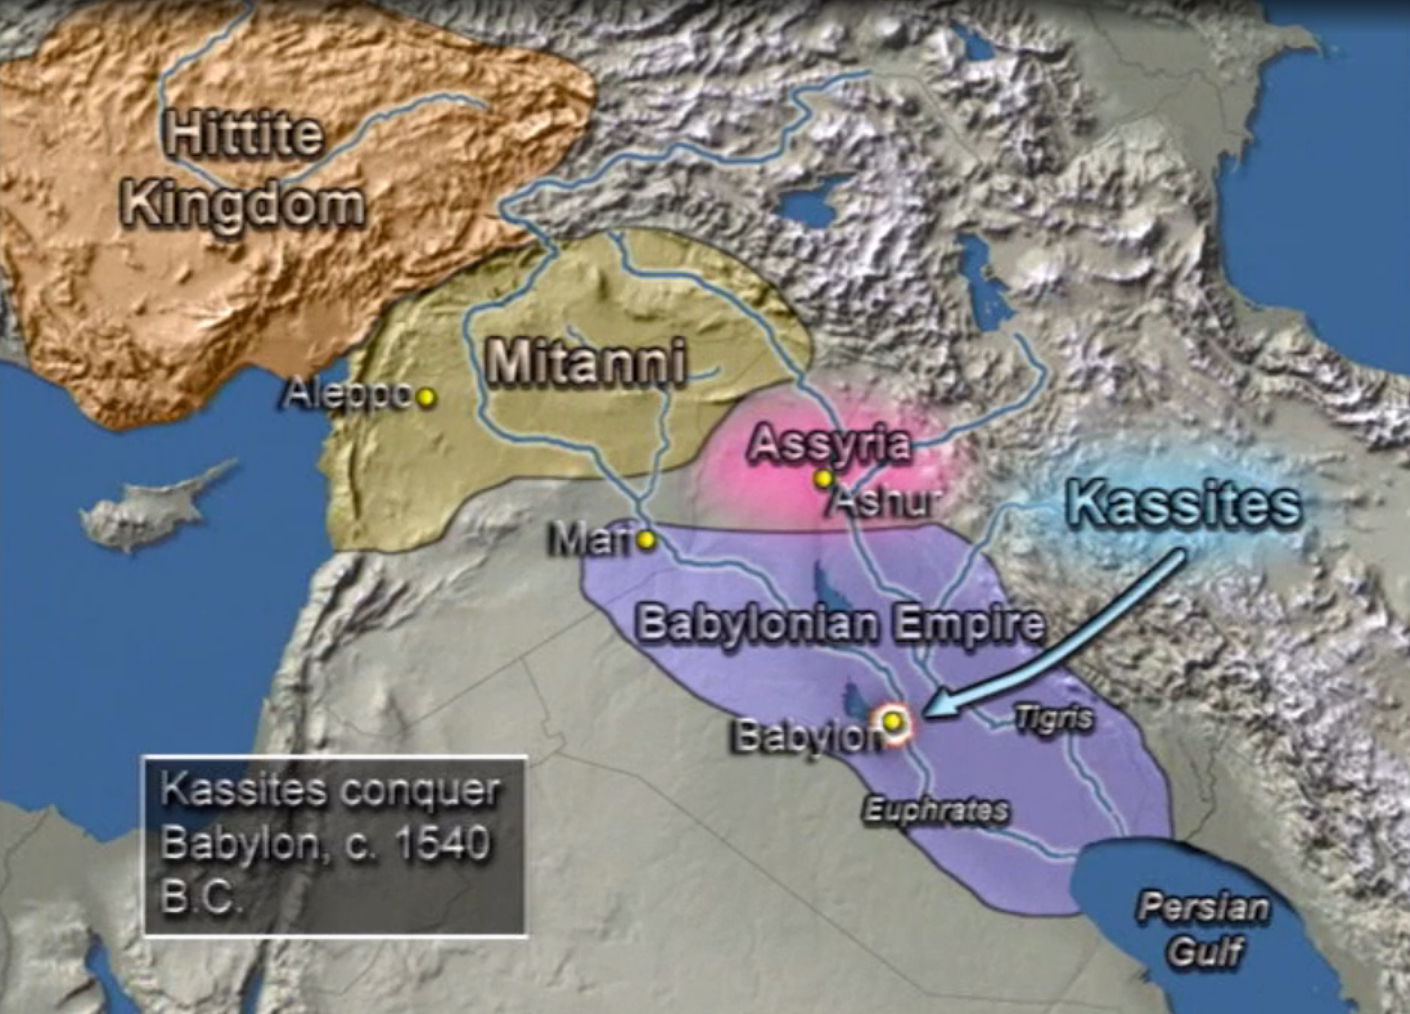 Hittite
Kingdom
Mitanni
Aleppo
Assyria
Ashur
Kassites
Mari
Babylonian Empire
Tigris
Babylon
Euphrates
Kassites conquer
Babylon, c. 1540
B.C.
Persian
Gulf